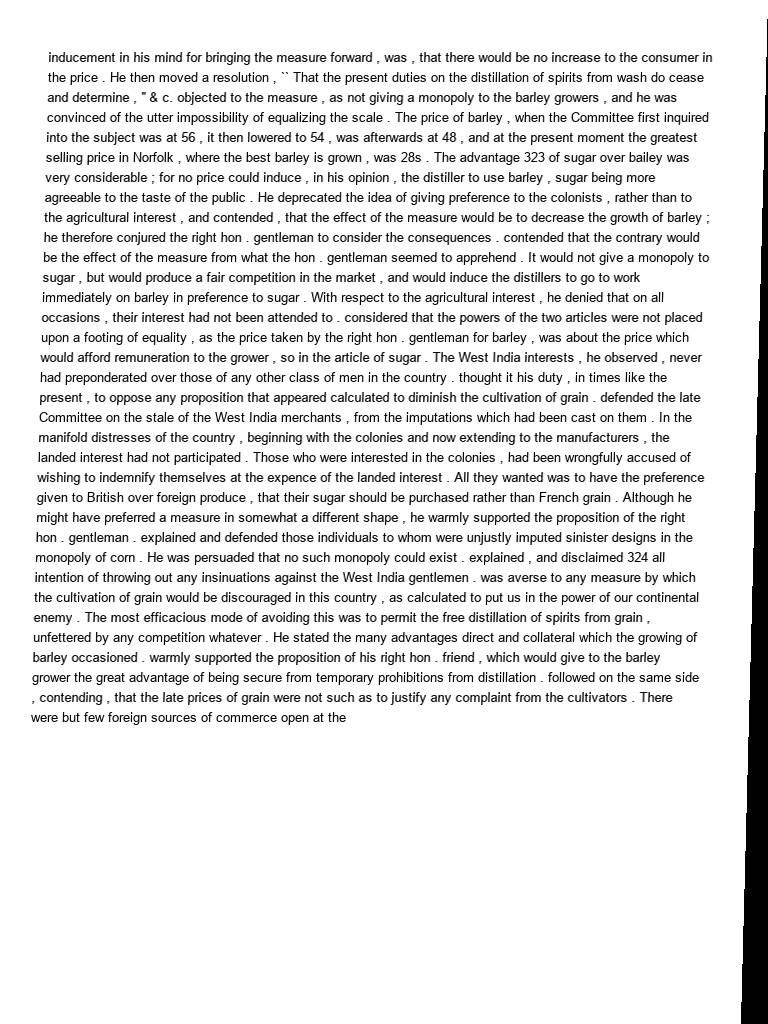 inducement in his mind for bringing the measure forward , was , that there would be no increase to the consumer in
the price . He then moved a resolution , `` That the present duties on the distillation of spirits from wash do cease
and determine , " & c. objected to the measure , as not giving a monopoly to the barley growers , and he was
convinced of the utter impossibility of equalizing the scale . The price of barley , when the Committee first inquired
into the subject was at 56 , it then lowered to 54 , was afterwards at 48 , and at the present moment the greatest
selling price in Norfolk , where the best barley is grown , was 28s . The advantage 323 of sugar over bailey was
very considerable ; for no price could induce , in his opinion , the distiller to use barley , sugar being more
agreeable to the taste of the public . He deprecated the idea of giving preference to the colonists , rather than to
the agricultural interest , and contended , that the effect of the measure would be to decrease the growth of barley ;
he therefore conjured the right hon . gentleman to consider the consequences . contended that the contrary would
be the effect of the measure from what the hon . gentleman seemed to apprehend . It would not give a monopoly to
sugar , but would produce a fair competition in the market , and would induce the distillers to go to work
immediately on barley in preference to sugar . With respect to the agricultural interest , he denied that on all
occasions , their interest had not been attended to . considered that the powers of the two articles were not placed
upon a footing of equality , as the price taken by the right hon . gentleman for barley , was about the price which
would afford remuneration to the grower , so in the article of sugar . The West India interests , he observed , never
had preponderated over those of any other class of men in the country . thought it his duty , in times like the
present , to oppose any proposition that appeared calculated to diminish the cultivation of grain . defended the late
Committee on the stale of the West India merchants , from the imputations which had been cast on them . In the
manifold distresses of the country , beginning with the colonies and now extending to the manufacturers , the
landed interest had not participated . Those who were interested in the colonies , had been wrongfully accused of
wishing to indemnify themselves at the expence of the landed interest . All they wanted was to have the preference
given to British over foreign produce , that their sugar should be purchased rather than French grain . Although he
might have preferred a measure in somewhat a different shape , he warmly supported the proposition of the right
hon . gentleman . explained and defended those individuals to whom were unjustly imputed sinister designs in the
monopoly of corn . He was persuaded that no such monopoly could exist . explained , and disclaimed 324 all
intention of throwing out any insinuations against the West India gentlemen . was averse to any measure by which
the cultivation of grain would be discouraged in this country , as calculated to put us in the power of our continental
enemy . The most efficacious mode of avoiding this was to permit the free distillation of spirits from grain ,
unfettered by any competition whatever . He stated the many advantages direct and collateral which the growing of
barley occasioned . warmly supported the proposition of his right hon . friend , which would give to the barley
grower the great advantage of being secure from temporary prohibitions from distillation . followed on the same side
, contending , that the late prices of grain were not such as to justify any complaint from the cultivators . There
were but few foreign sources of commerce open at the